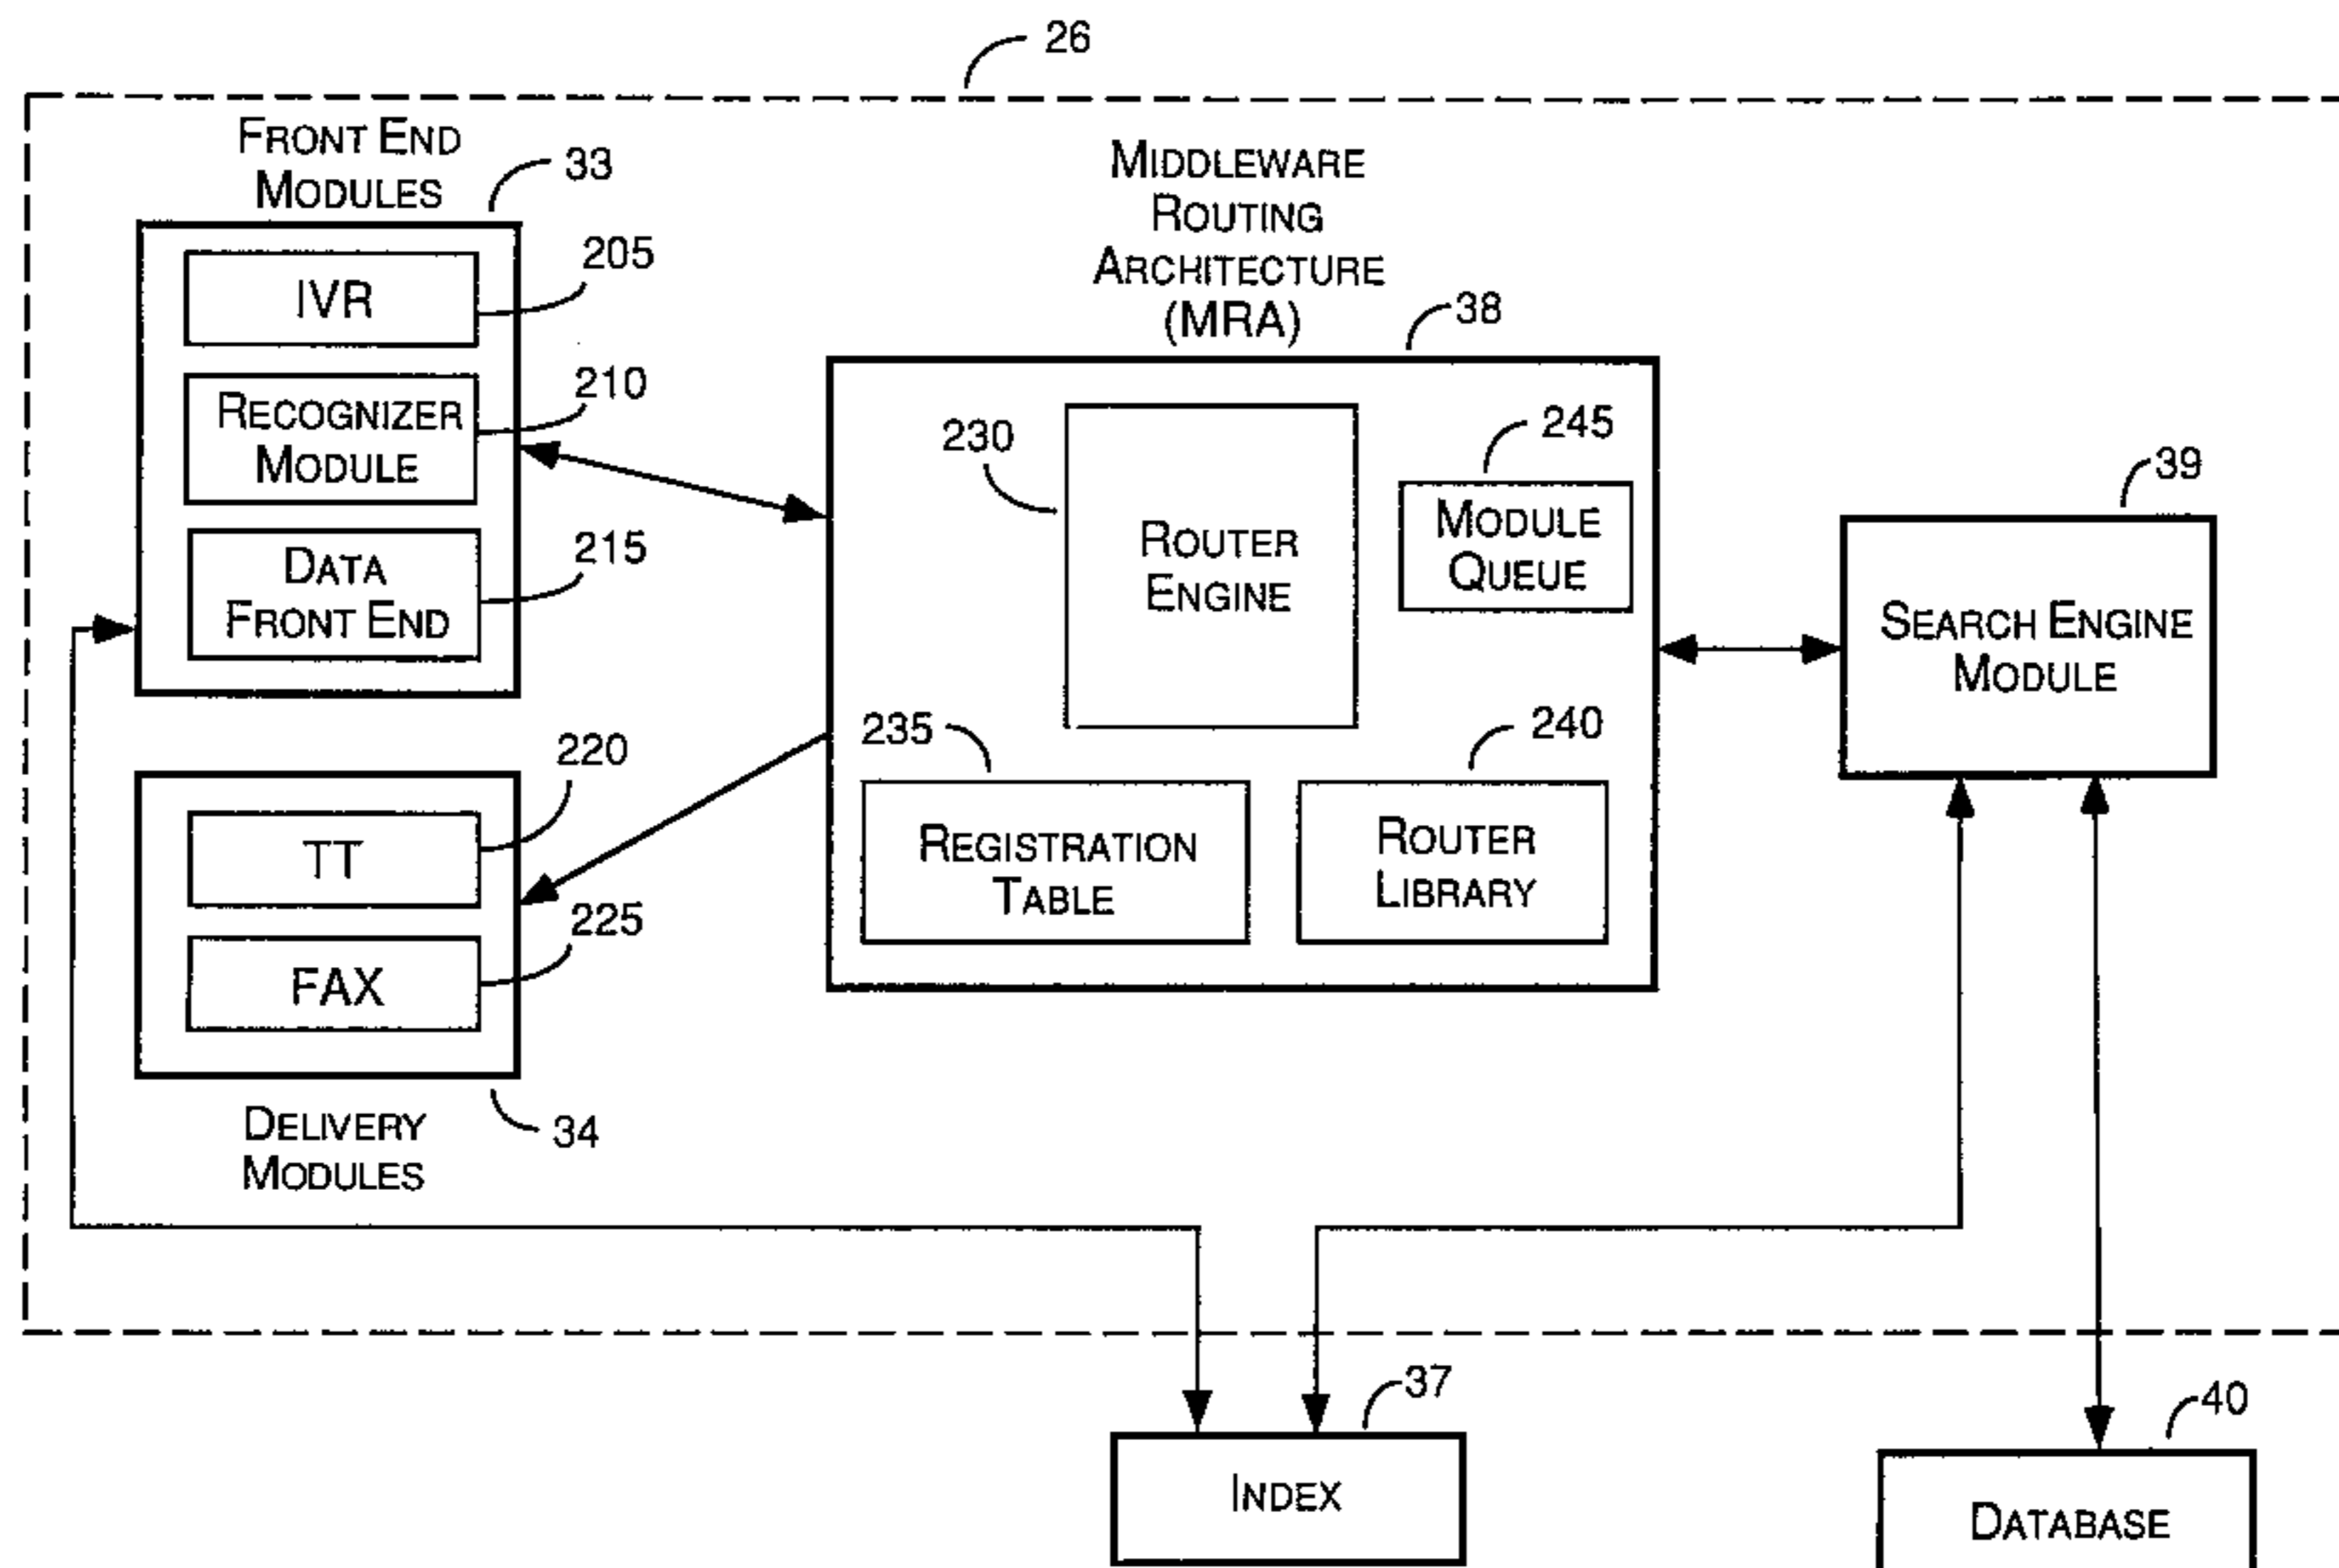 26
FRONT END
MODULES
33
IVR
205
RECOGNIZER
MODULE
210
DATA
FRONT END
215
TT
220
FAX
225
DELIVERY
MODULES
34
MIDDLEWARE
ROUTING
ARCHITECTURE
(MRA)
38
230
ROUTER
ENGINE
245
MODULE
QUEUE
235
REGISTRATION
TABLE
240
ROUTER
LIBRARY
39
SEARCH ENGINE
MODULE
37
INDEX
40
DATABASE